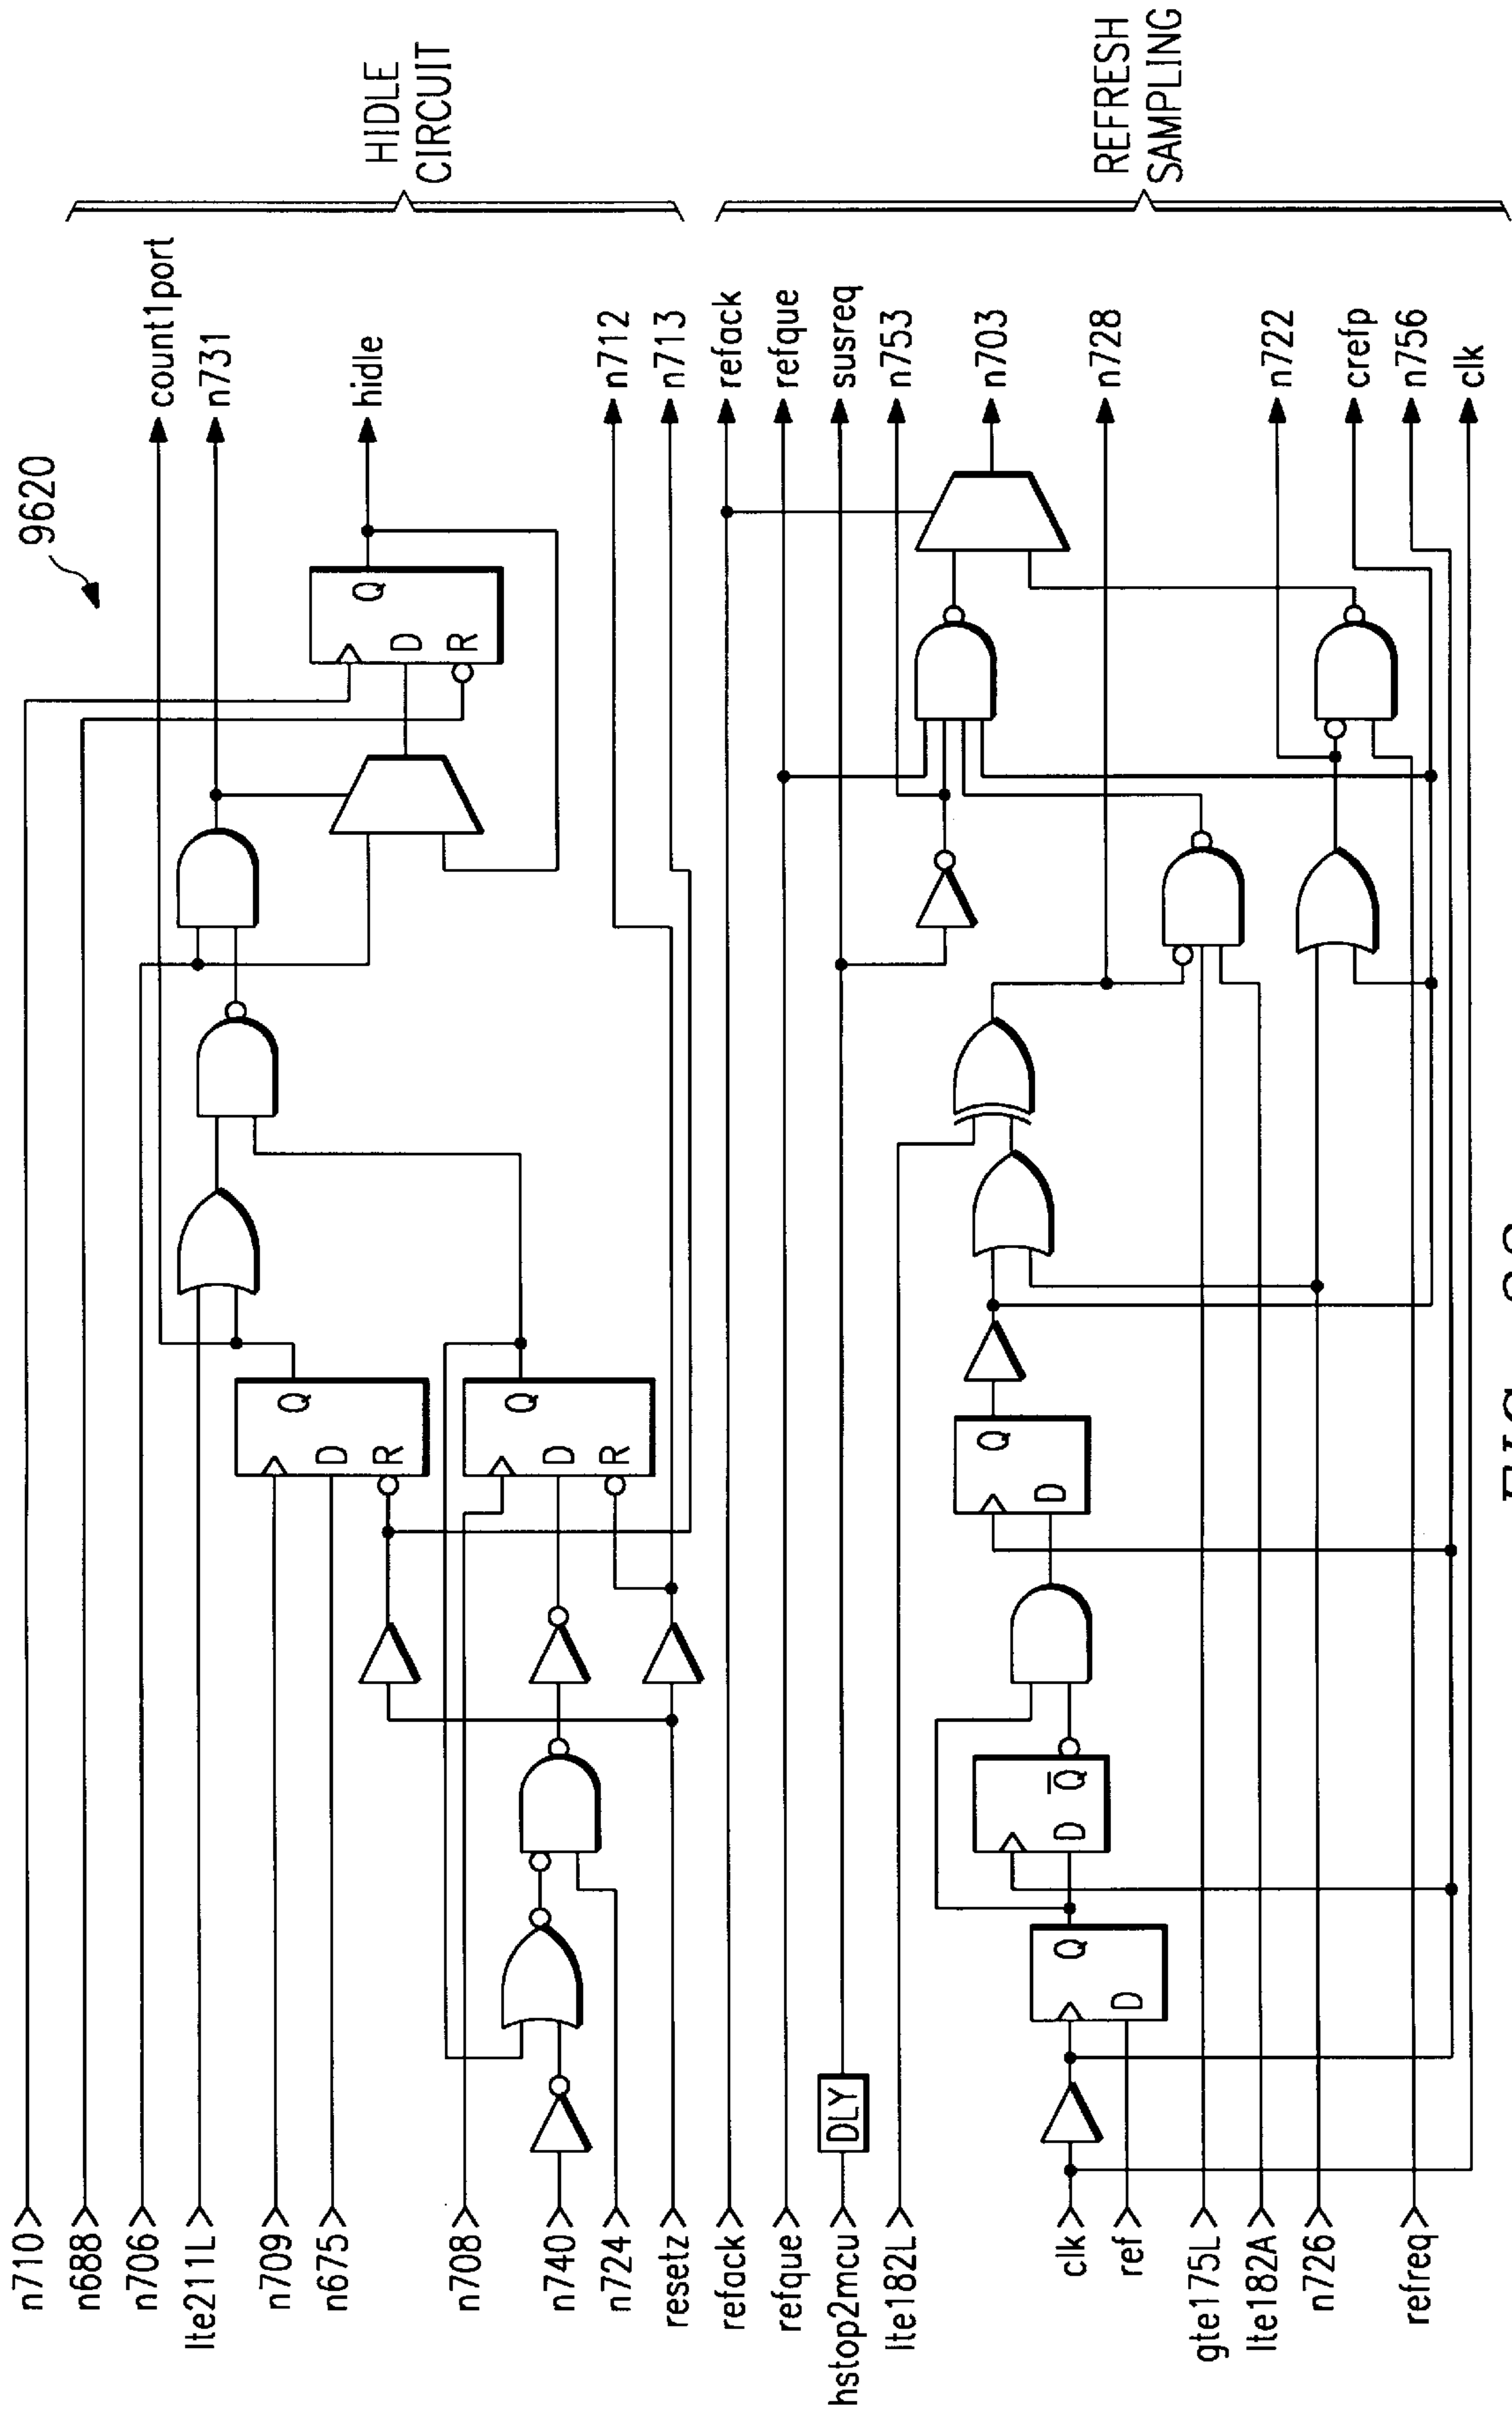 9620
n710
n688
n706
lte211L
n709
n675
n708
n740
n724
resetz
refack
refque
hstop2mcu
lte182L
clk
ref
gte175L
lte182A
n726
refreq
DLY
Q
D
R
Q
D
R
Q
D
R
Q
D
Q
D
Q
D
count1port
n731
hidle
n712
n713
refack
refque
susreq
n753
n703
n728
n722
crefp
n756
clk
HIDLE
CIRCUIT
REFRESH
SAMPLING